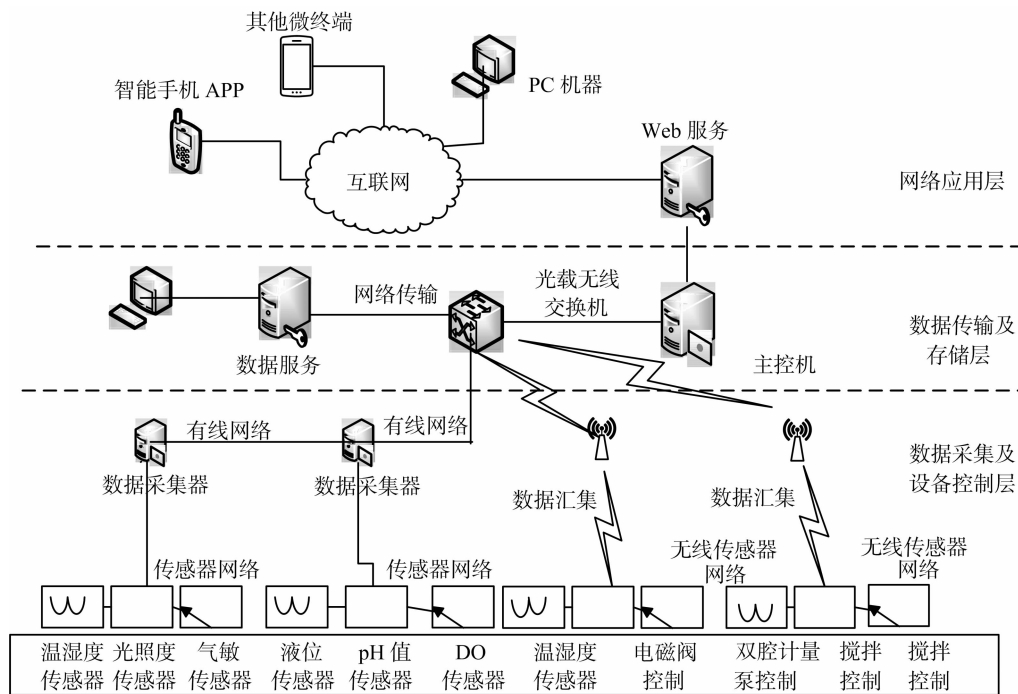 其他微终端
智能手机 APP
PC 机器
Web 服务
互联网
网络应用层
网络传输
光载无线
交换机
数据服务
主控机
数据传输及
存储层
有线网络
有线网络
数据采集器
数据采集器
数据汇集
数据汇集
数据采集及
设备控制层
传感器网络
传感器网络
无线传感器
网络
无线传感器
网络
温湿度
传感器
光照度
传感器
气敏
传感器
液位
传感器
pH 值
传感器
DO
传感器
温湿度
传感器
电磁阀
控制
双腔计量
泵控制
搅拌
控制
搅拌
控制